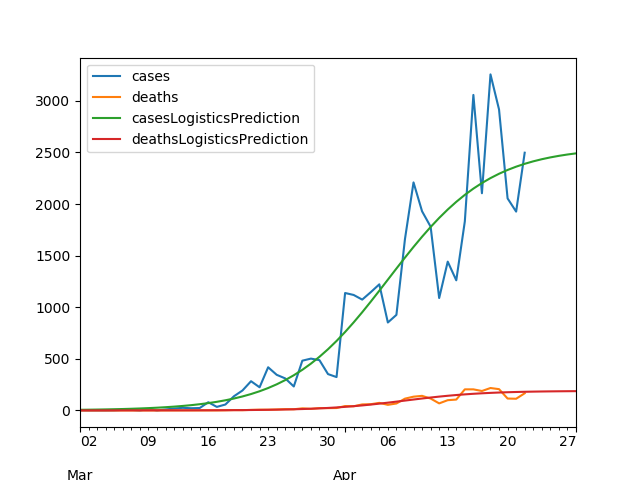 cases
deaths
casesLogisticsPrediction
deathsLogisticsPrediction
3000
2500
2000
1500
1000
500
0
02 09 16 23 30 06 13 20 27
Mar Apr